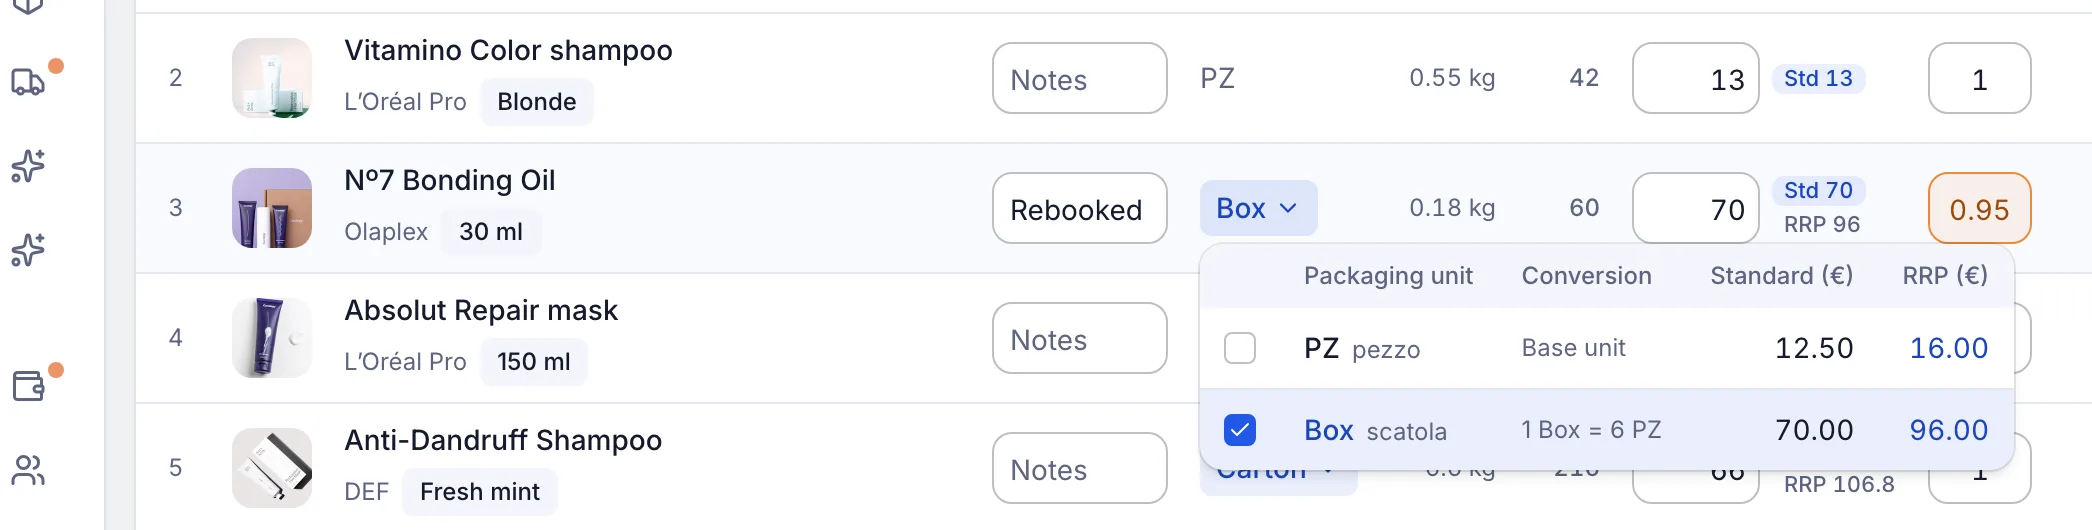 2 Vitamino Color shampoo Notes PZ 0.55 kg 42 13 Std 13 1
L’Oréal Pro Blonde
3 Nº7 Bonding Oil Rebooked Box 0.18 kg 60 70 Std 70 0.95
Olaplex 30 ml RRP 96
Packaging unit Conversion Standard (€) RRP (€)
4 Absolut Repair mask Notes
L’Oréal Pro 150 ml
PZ pezzo Base unit 12.50 16.00
Box scatola 1 Box = 6 PZ 70.00 96.00
5 Anti-Dandruff Shampoo Notes Carton kg 1
DEF Fresh mint RRP 106.8